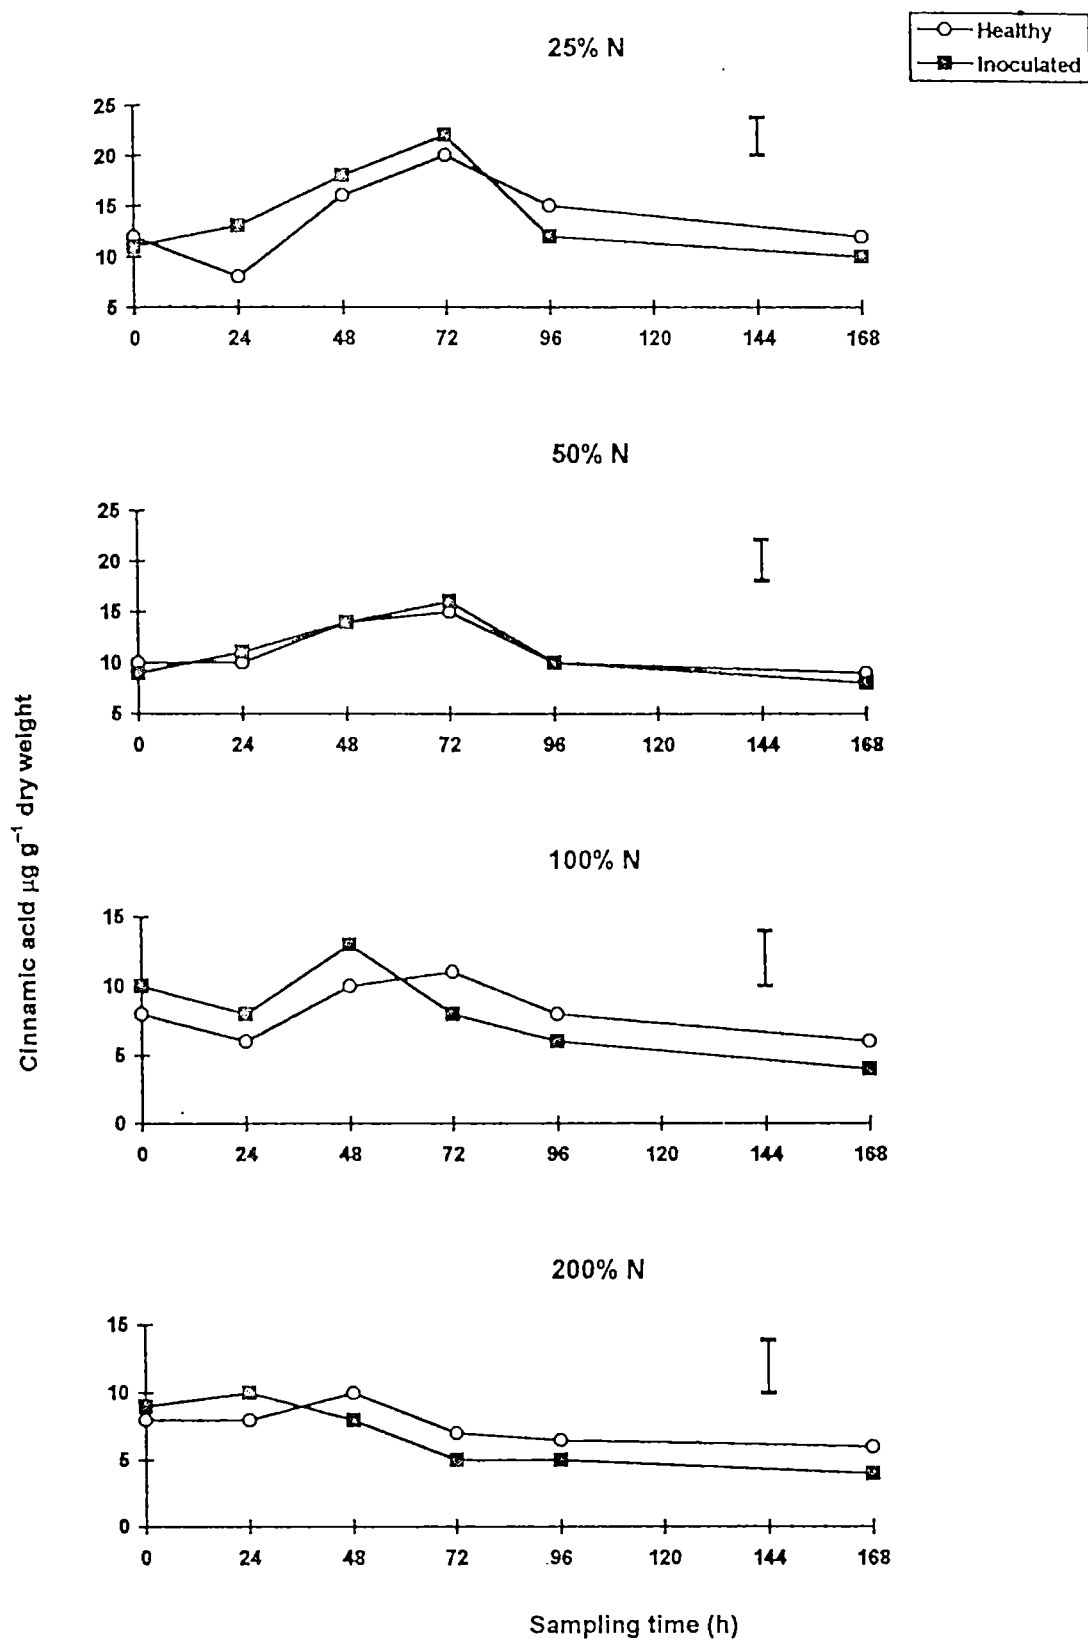 25% N
Healthy
Inoculated
25
20
15
10
5
0 24 48 72 96 120 144 168
50% N
25
20
15
10
5
0 24 48 72 96 120 144 168
Cinnamic acid μg g⁻¹ dry weight
100% N
15
10
5
0
0 24 48 72 96 120 144 168
200% N
15
10
5
0
0 24 48 72 96 120 144 168
Sampling time (h)